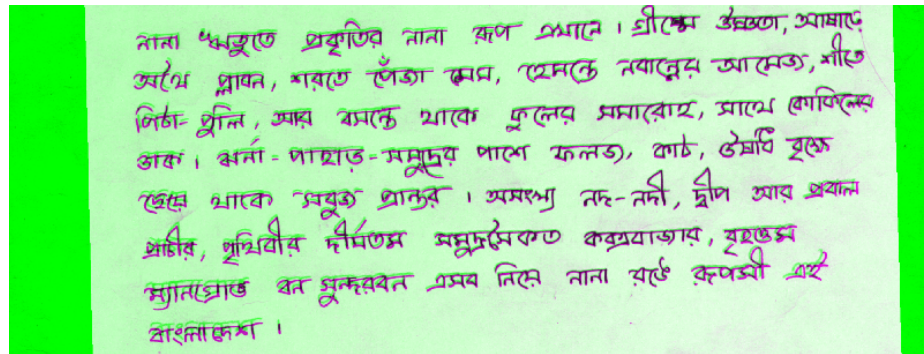 নানা ঋতুতে প্রকৃতির নানা রূপ এখানে। গ্রীষ্মের উষ্ণতা, আষাঢ়ে
অথৈ প্লাবন, শরতে পেঁজা মেঘ, হেমন্তে নবান্নের আমেজ, শীতে
পিঠা-পুলি, আর বসন্তে থাকে ফুলের সমারোহ, সাথে কোকিলের
ডাক। ঝর্না-পাহাড়-সমুদ্রের পাশে ফলজ, কাঠ, ঔষধি বৃক্ষে
ছেয়ে থাকে সবুজ প্রান্তর। অসংখ্য নদ-নদী, দ্বীপ আর প্রবাল
প্রাচীর, পৃথিবীর দীর্ঘতম সমুদ্রসৈকত কক্সবাজার, বৃহত্তম
ম্যানগ্রোভ বন সুন্দরবন এসব নিয়ে নানা রঙে রূপসী এই
বাংলাদেশ।